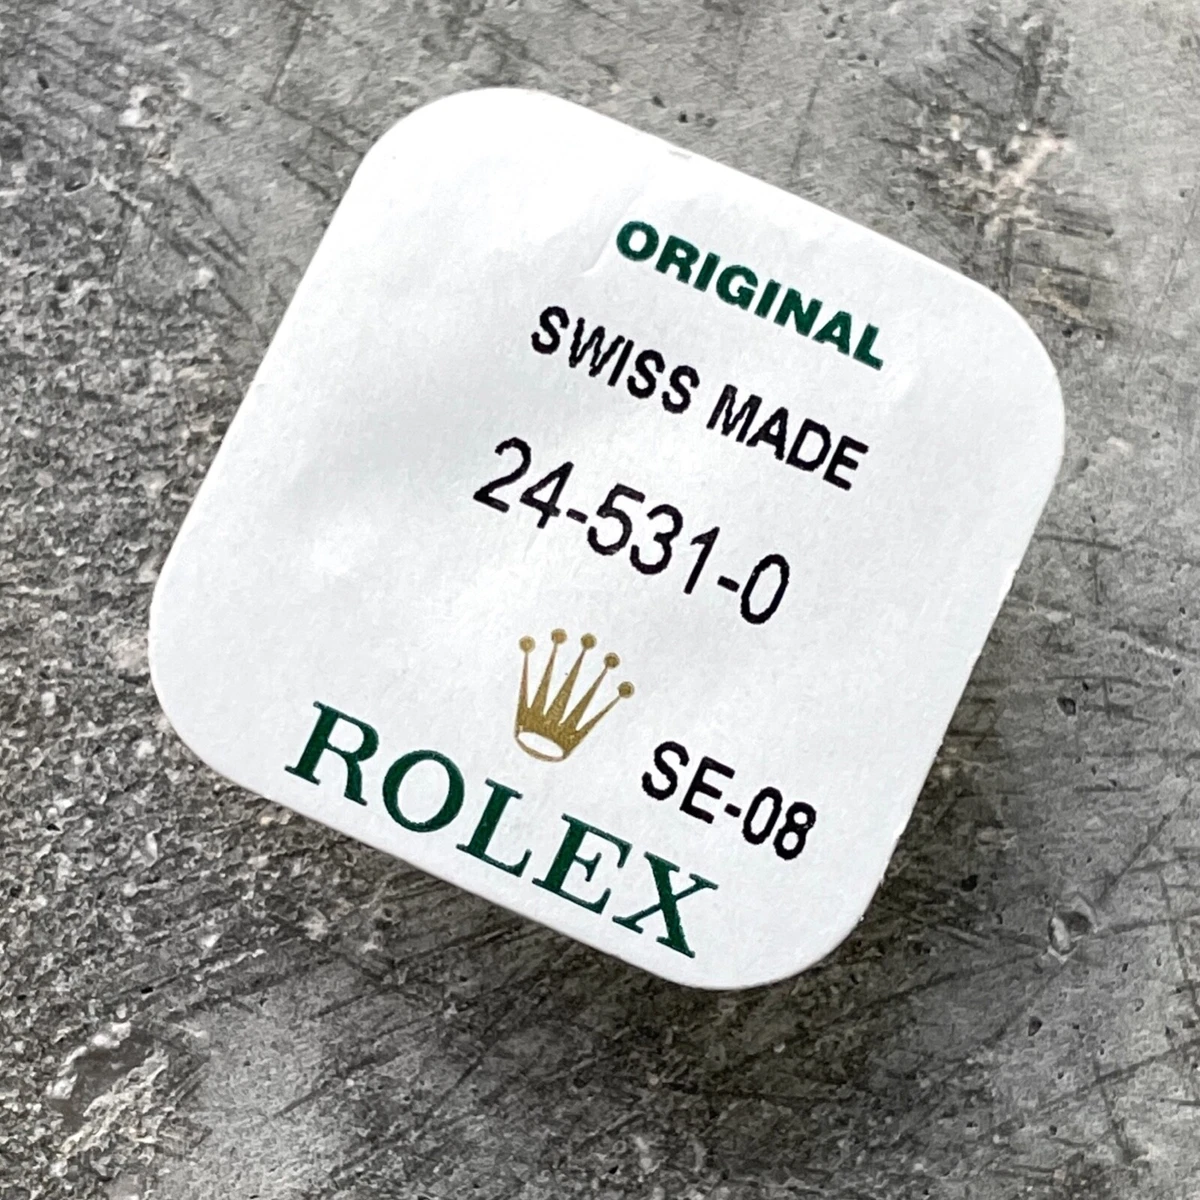 ORIGINAL
SWISS MADE
24-531-0
SE-08
ROLEX